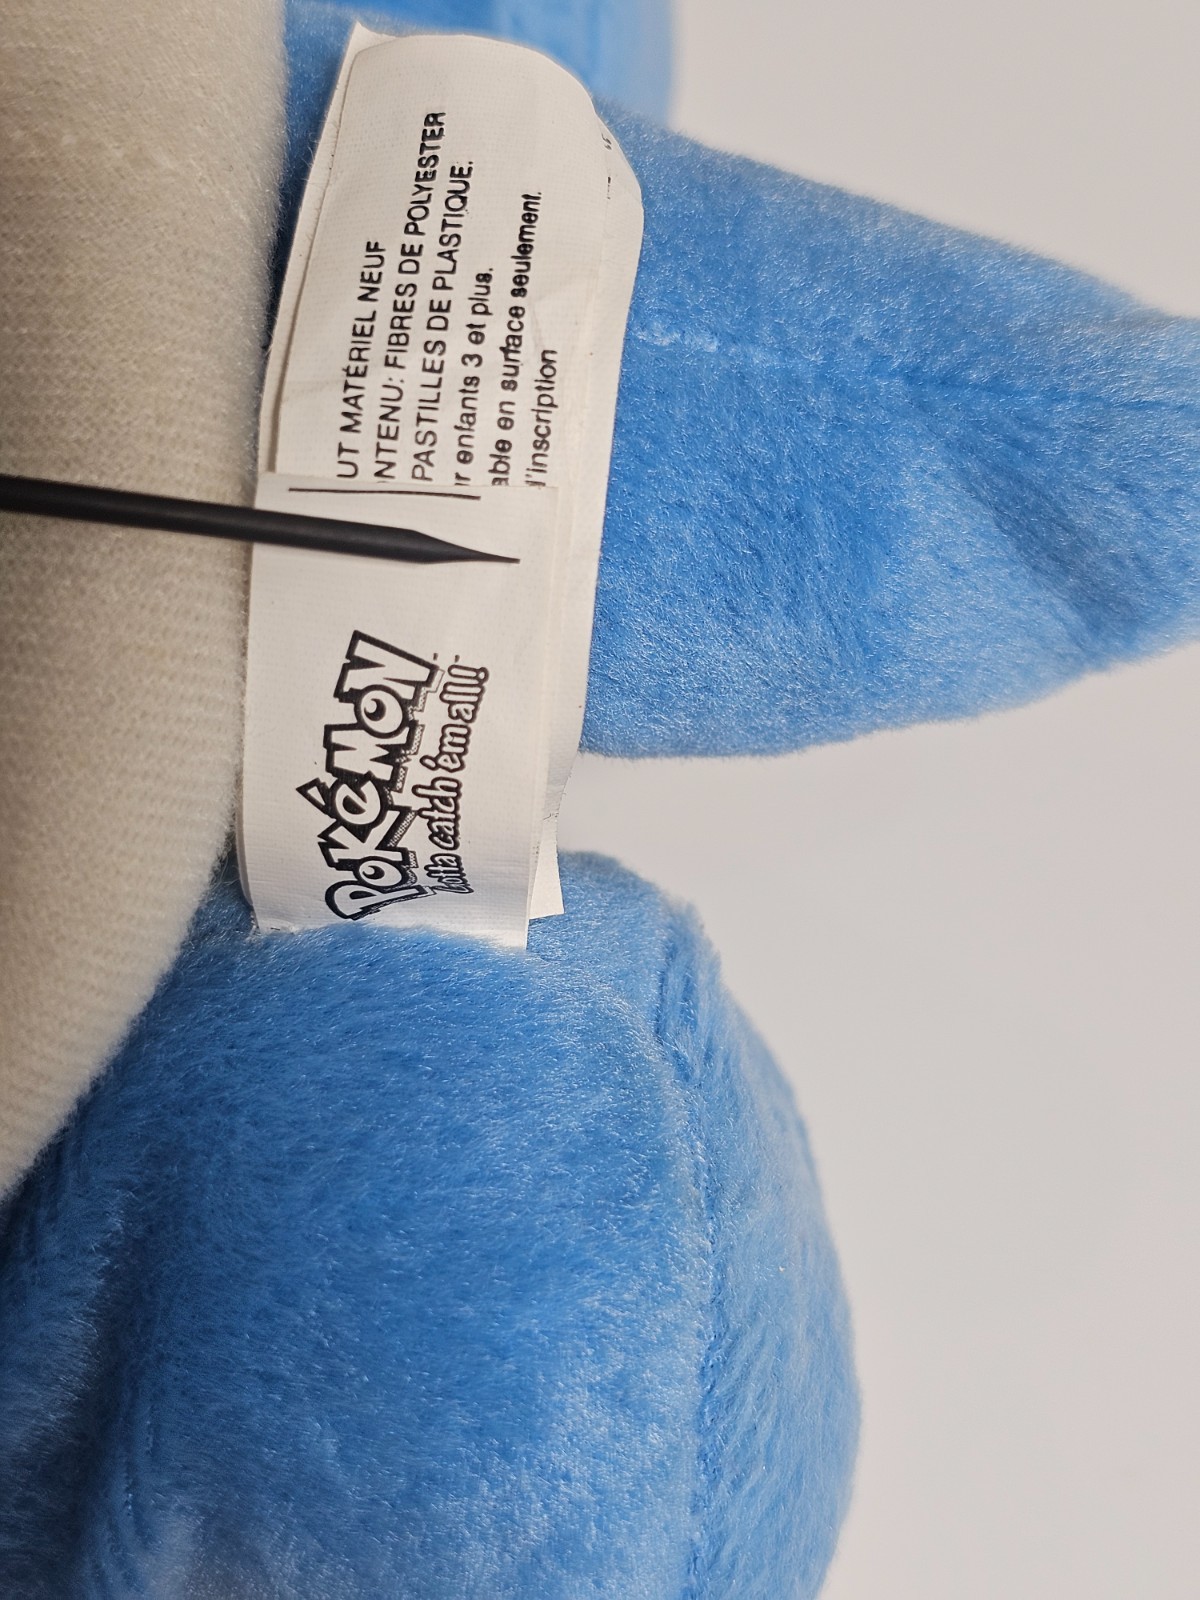 UT MATÉRIEL NEUF
NTENU: FIBRES DE POLYESTER
PASTILLES DE PLASTIQUE.
r enfants 3 et plus.
able en surface seulement.
d'inscription
POKéMON
Gotta catch 'em all!